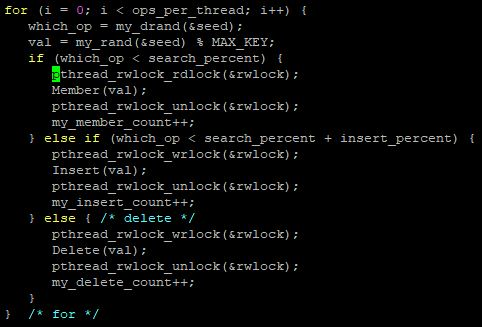 for (i = 0; i < ops_per_thread; i++) {
   which_op = my_drand(&seed);
   val = my_rand(&seed) % MAX_KEY;
   if (which_op < search_percent) {
      pthread_rwlock_rdlock(&rwlock);
      Member(val);
      pthread_rwlock_unlock(&rwlock);
      my_member_count++;
   } else if (which_op < search_percent + insert_percent) {
      pthread_rwlock_wrlock(&rwlock);
      Insert(val);
      pthread_rwlock_unlock(&rwlock);
      my_insert_count++;
   } else { /* delete */
      pthread_rwlock_wrlock(&rwlock);
      Delete(val);
      pthread_rwlock_unlock(&rwlock);
      my_delete_count++;
   }
}  /* for */